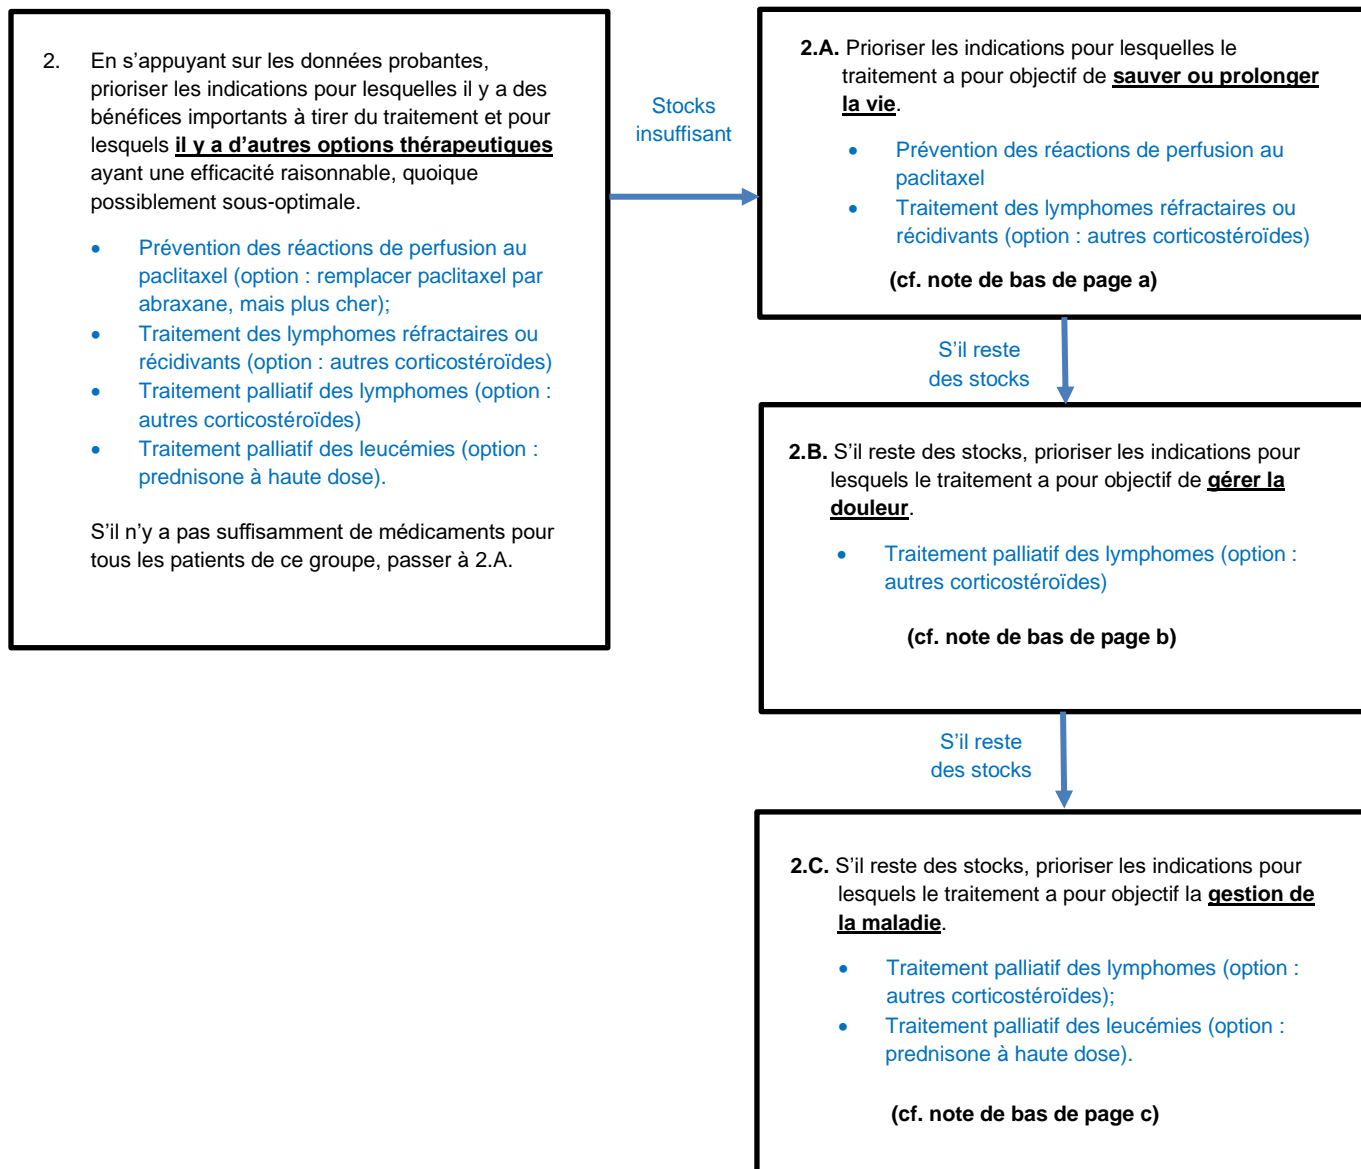 2. En s’appuyant sur les données probantes,
prioriser les indications pour lesquelles il y a des
bénéfices importants à tirer du traitement et pour
lesquels il y a d’autres options thérapeutiques
ayant une efficacité raisonnable, quoique
possiblement sous-optimale.
• Prévention des réactions de perfusion au
paclitaxel (option : remplacer paclitaxel par
abraxane, mais plus cher);
• Traitement des lymphomes réfractaires ou
récidivants (option : autres corticostéroïdes)
• Traitement palliatif des lymphomes (option :
autres corticostéroïdes)
• Traitement palliatif des leucémies (option :
prednisone à haute dose).
S’il n’y a pas suffisamment de médicaments pour
tous les patients de ce groupe, passer à 2.A.
Stocks
insuffisant
2.A. Prioriser les indications pour lesquelles le
traitement a pour objectif de sauver ou prolonger
la vie.
• Prévention des réactions de perfusion au
paclitaxel
• Traitement des lymphomes réfractaires ou
récidivants (option : autres corticostéroïdes)
(cf. note de bas de page a)
S’il reste
des stocks
2.B. S’il reste des stocks, prioriser les indications pour
lesquels le traitement a pour objectif de gérer la
douleur.
• Traitement palliatif des lymphomes (option :
autres corticostéroïdes)
(cf. note de bas de page b)
S’il reste
des stocks
2.C. S’il reste des stocks, prioriser les indications pour
lesquels le traitement a pour objectif la gestion de
la maladie.
• Traitement palliatif des lymphomes (option :
autres corticostéroïdes);
• Traitement palliatif des leucémies (option :
prednisone à haute dose).
(cf. note de bas de page c)